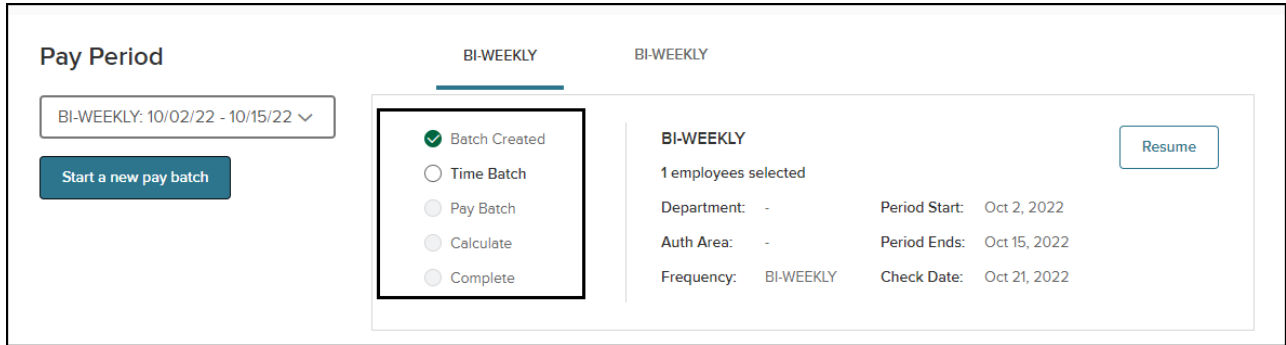 Pay Period
BI-WEEKLY: 10/02/22 - 10/15/22
Start a new pay batch
BI-WEEKLY BI-WEEKLY
Batch Created
Time Batch
Pay Batch
Calculate
Complete
BI-WEEKLY
1 employees selected
Department: - Period Start: Oct 2, 2022
Auth Area: - Period Ends: Oct 15, 2022
Frequency: BI-WEEKLY Check Date: Oct 21, 2022
Resume